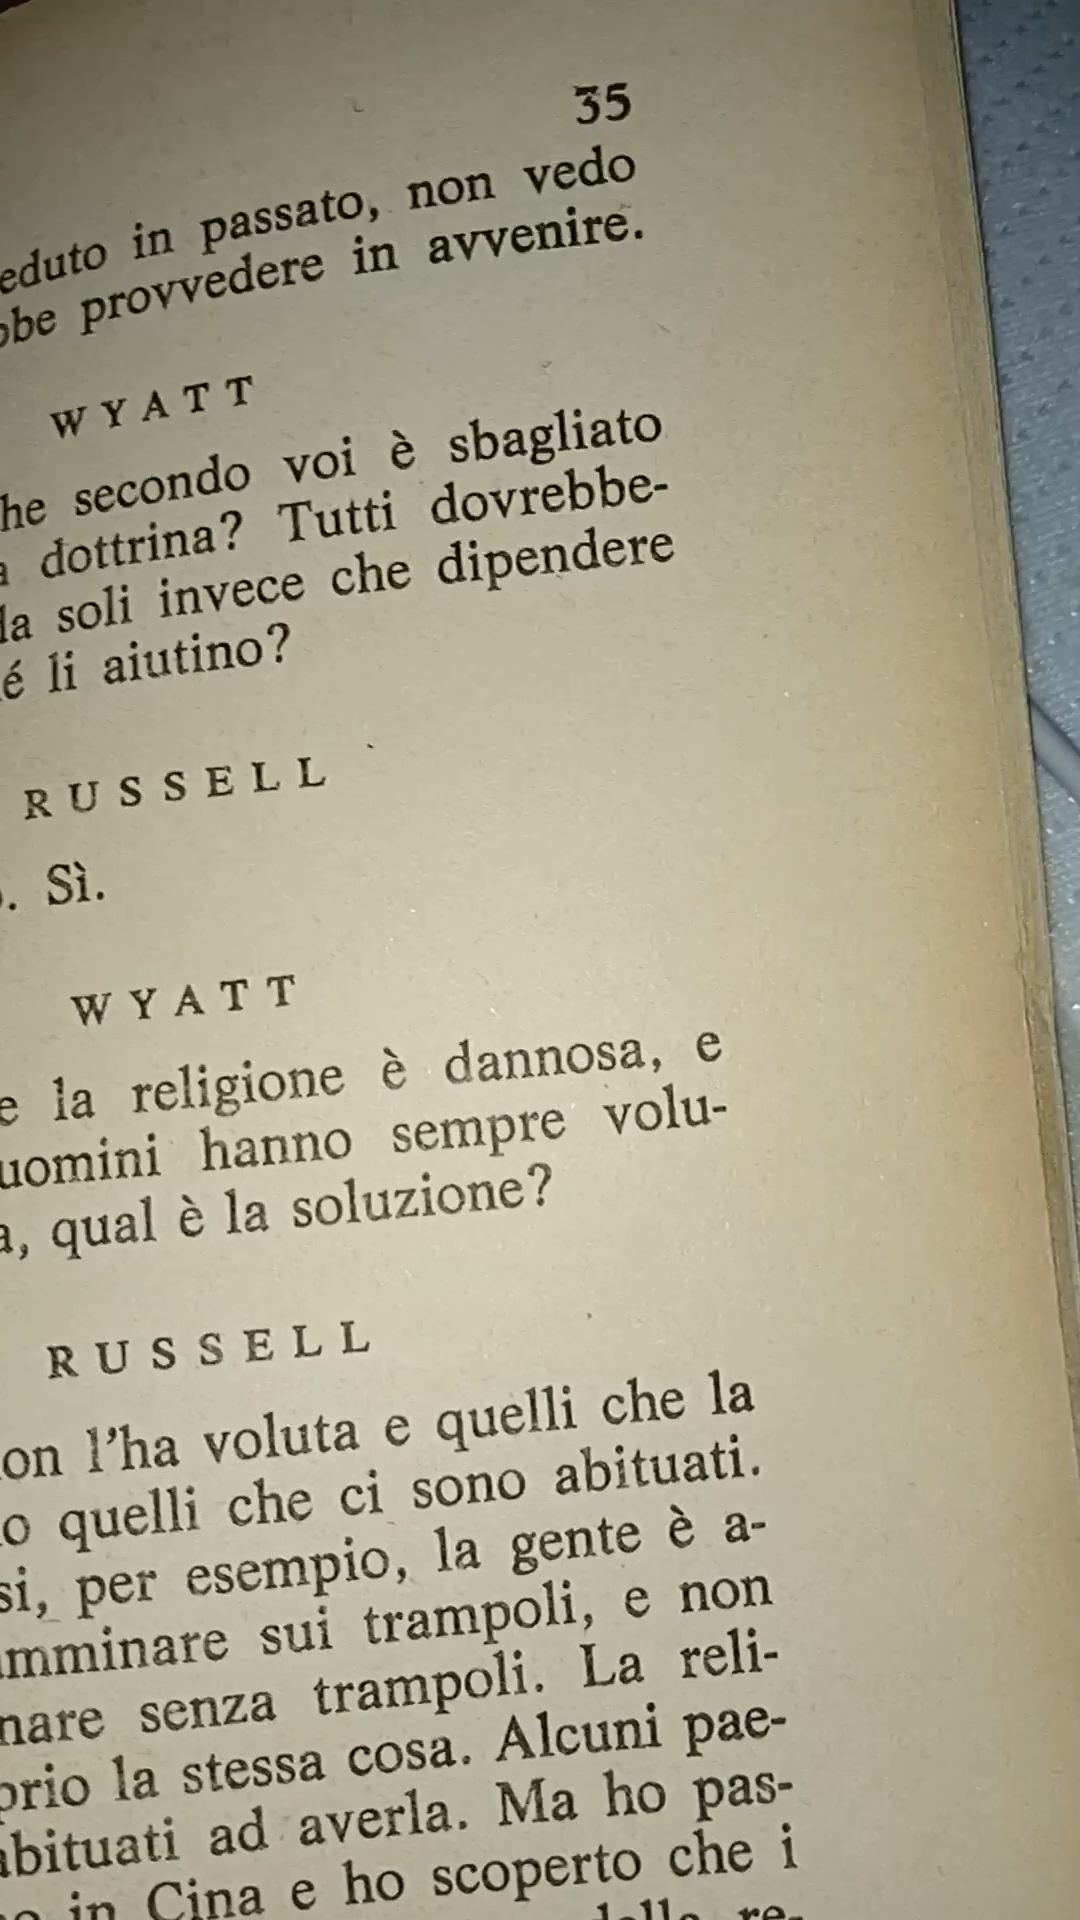 35
eduto in passato, non vedo
bbe provvedere in avvenire.
WYATT
he secondo voi è sbagliato
a dottrina? Tutti dovrebbe-
da soli invece che dipendere
é li aiutino?
RUSSELL
. Sì.
WYATT
e la religione è dannosa, e
uomini hanno sempre volu-
a, qual è la soluzione?
RUSSELL
on l'ha voluta e quelli che la
o quelli che ci sono abituati.
si, per esempio, la gente è a-
mminare sui trampoli, e non
nare senza trampoli. La reli-
prio la stessa cosa. Alcuni pae-
abituati ad averla. Ma ho pas-
in Cina e ho scoperto che i
re-